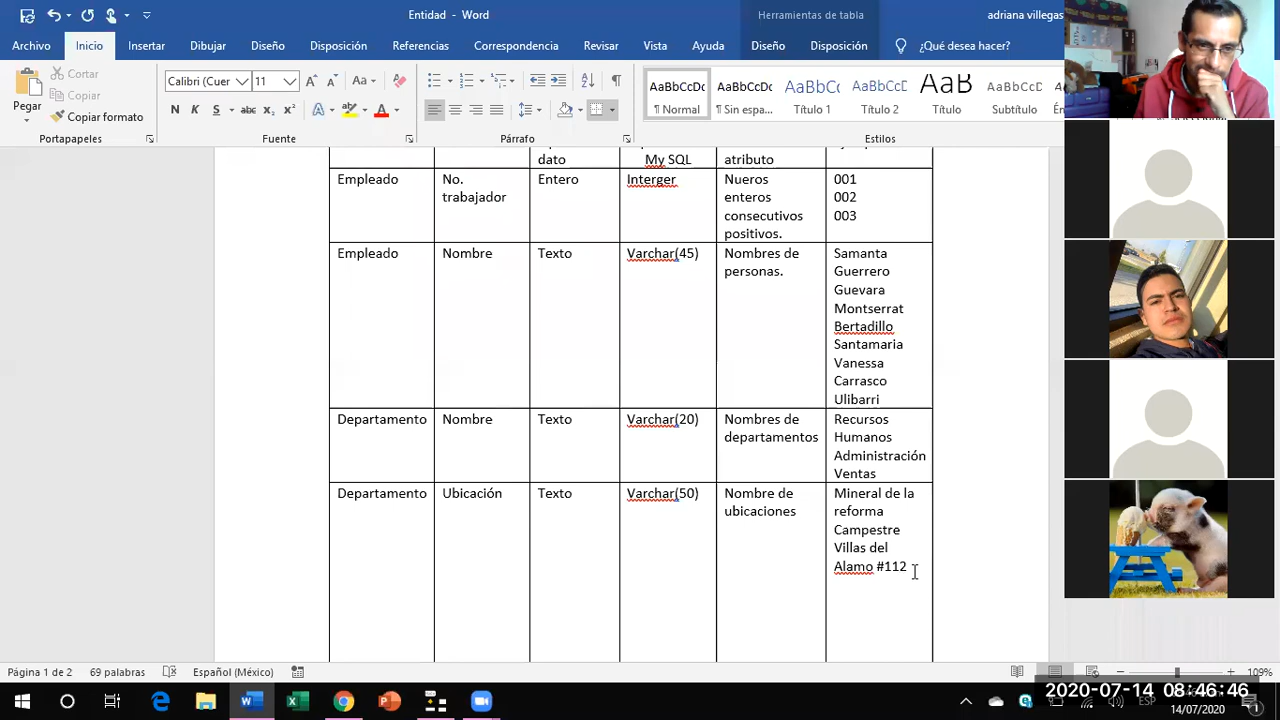 Entidad - Word
Herramientas de tabla
adriana villegas
Archivo Inicio Insertar Dibujar Diseño Disposición Referencias Correspondencia Revisar Vista Ayuda Diseño Disposición ¿Qué desea hacer?
Pegar
Cortar
Copiar
Copiar formato
Portapapeles
Calibri (Cuer 11
N K S abc x₂ x²
Fuente
Párrafo
AaBbCcDc AaBbCcDc AaBbCc AaBbCcD AaB AaBbCcD
¶ Normal ¶ Sin espa... Título 1 Título 2 Título Subtítulo
Estilos
dato My SQL atributo
Empleado No. trabajador Entero Interger Nueros enteros consecutivos positivos. 001 002 003
Empleado Nombre Texto Varchar(45) Nombres de personas. Samanta Guerrero Guevara Montserrat Bertadillo Santamaria Vanessa Carrasco Ulibarri
Departamento Nombre Texto Varchar(20) Nombres de departamentos Recursos Humanos Administración Ventas
Departamento Ubicación Texto Varchar(50) Nombre de ubicaciones Mineral de la reforma Campestre Villas del Alamo #112
Página 1 de 2 69 palabras Español (México) 109%
2020-07-14 08:46:46
ESP
14/07/2020